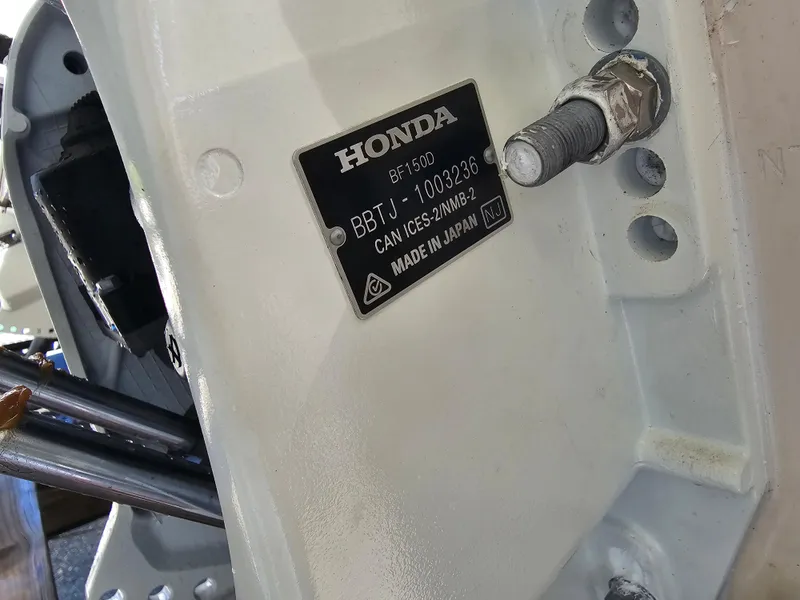 HONDA
BF150D
BBTJ - 1003236
CAN ICES-2/NMB-2
MADE IN JAPAN NJ